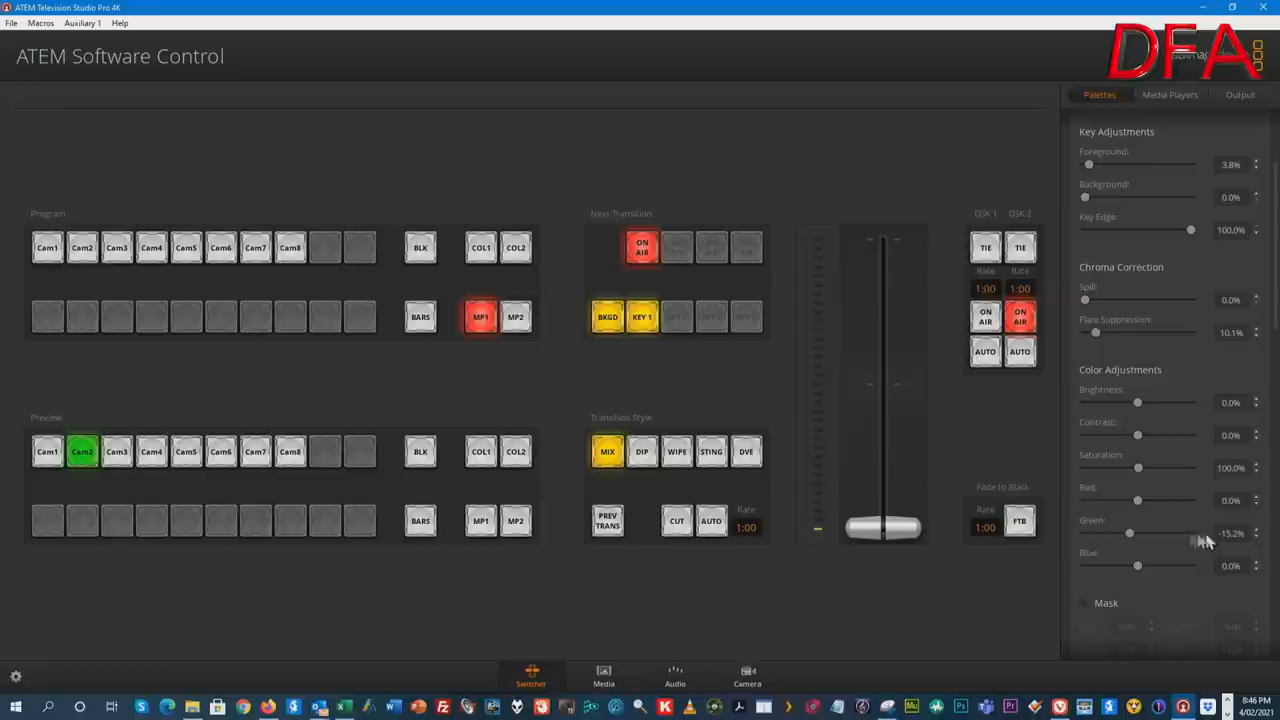 ATEM Television Studio Pro 4K
File Macros Auxiliary 1 Help
ATEM Software Control
DFA
Palettes Media Players Output
Key Adjustments
Foreground:
3.8%
Background:
0.0%
Key Edge:
100.0%
Chroma Correction
Spill:
0.0%
Flare Suppression:
10.1%
Color Adjustments
Brightness:
0.0%
Contrast:
0.0%
Saturation:
100.0%
Red:
0.0%
Green:
-15.2%
Blue:
0.0%
Mask
9.00 9.00
Program
Cam1 Cam2 Cam3 Cam4 Cam5 Cam6 Cam7 Cam8 BLK COL1 COL2
BARS MP1 MP2
Next Transition
ON AIR
BKGD KEY 1
DSK 1 DSK 2
TIE TIE
Rate Rate
1:00 1:00
ON AIR ON AIR
AUTO AUTO
Preview
Cam1 Cam2 Cam3 Cam4 Cam5 Cam6 Cam7 Cam8 BLK COL1 COL2
BARS MP1 MP2
Transition Style
MIX DIP WIPE STING DVE
PREV TRANS CUT AUTO Rate 1:00
Fade to Black
Rate
1:00 FTB
Switcher Media Audio Camera
8:46 PM
4/02/2021